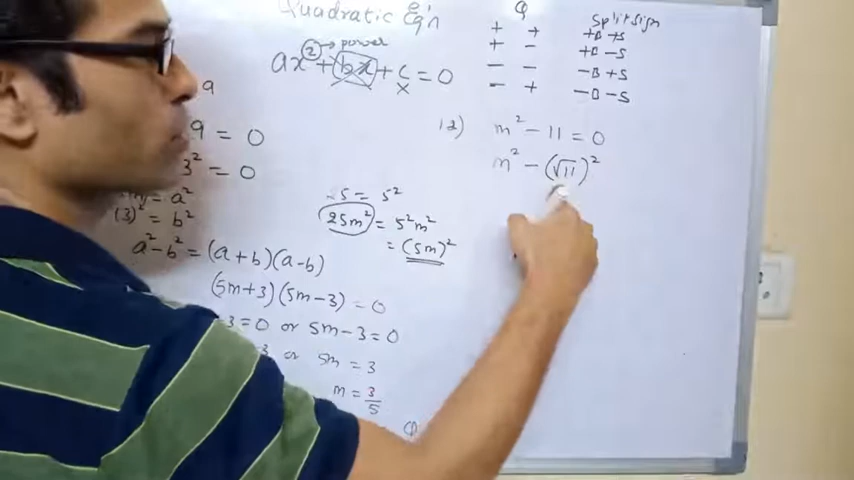 Quadratic Eqn
Q
+ +
+ -
- -
- +
Split sign
+B +S
+B -S
-B +S
-B -S
ax² + bx + c = 0
→ power
x
a
9 = 0
3² = 0
= a²
(3)² = b²
a² - b² = (a+b)(a-b)
(5m+3)(5m-3) = 0
3 = 0 or 5m - 3 = 0
or 5m = 3
m = 3/5
25 = 5²
25m² = 5²m²
= (5m)²
12) m² - 11 = 0
m² - (√11)²